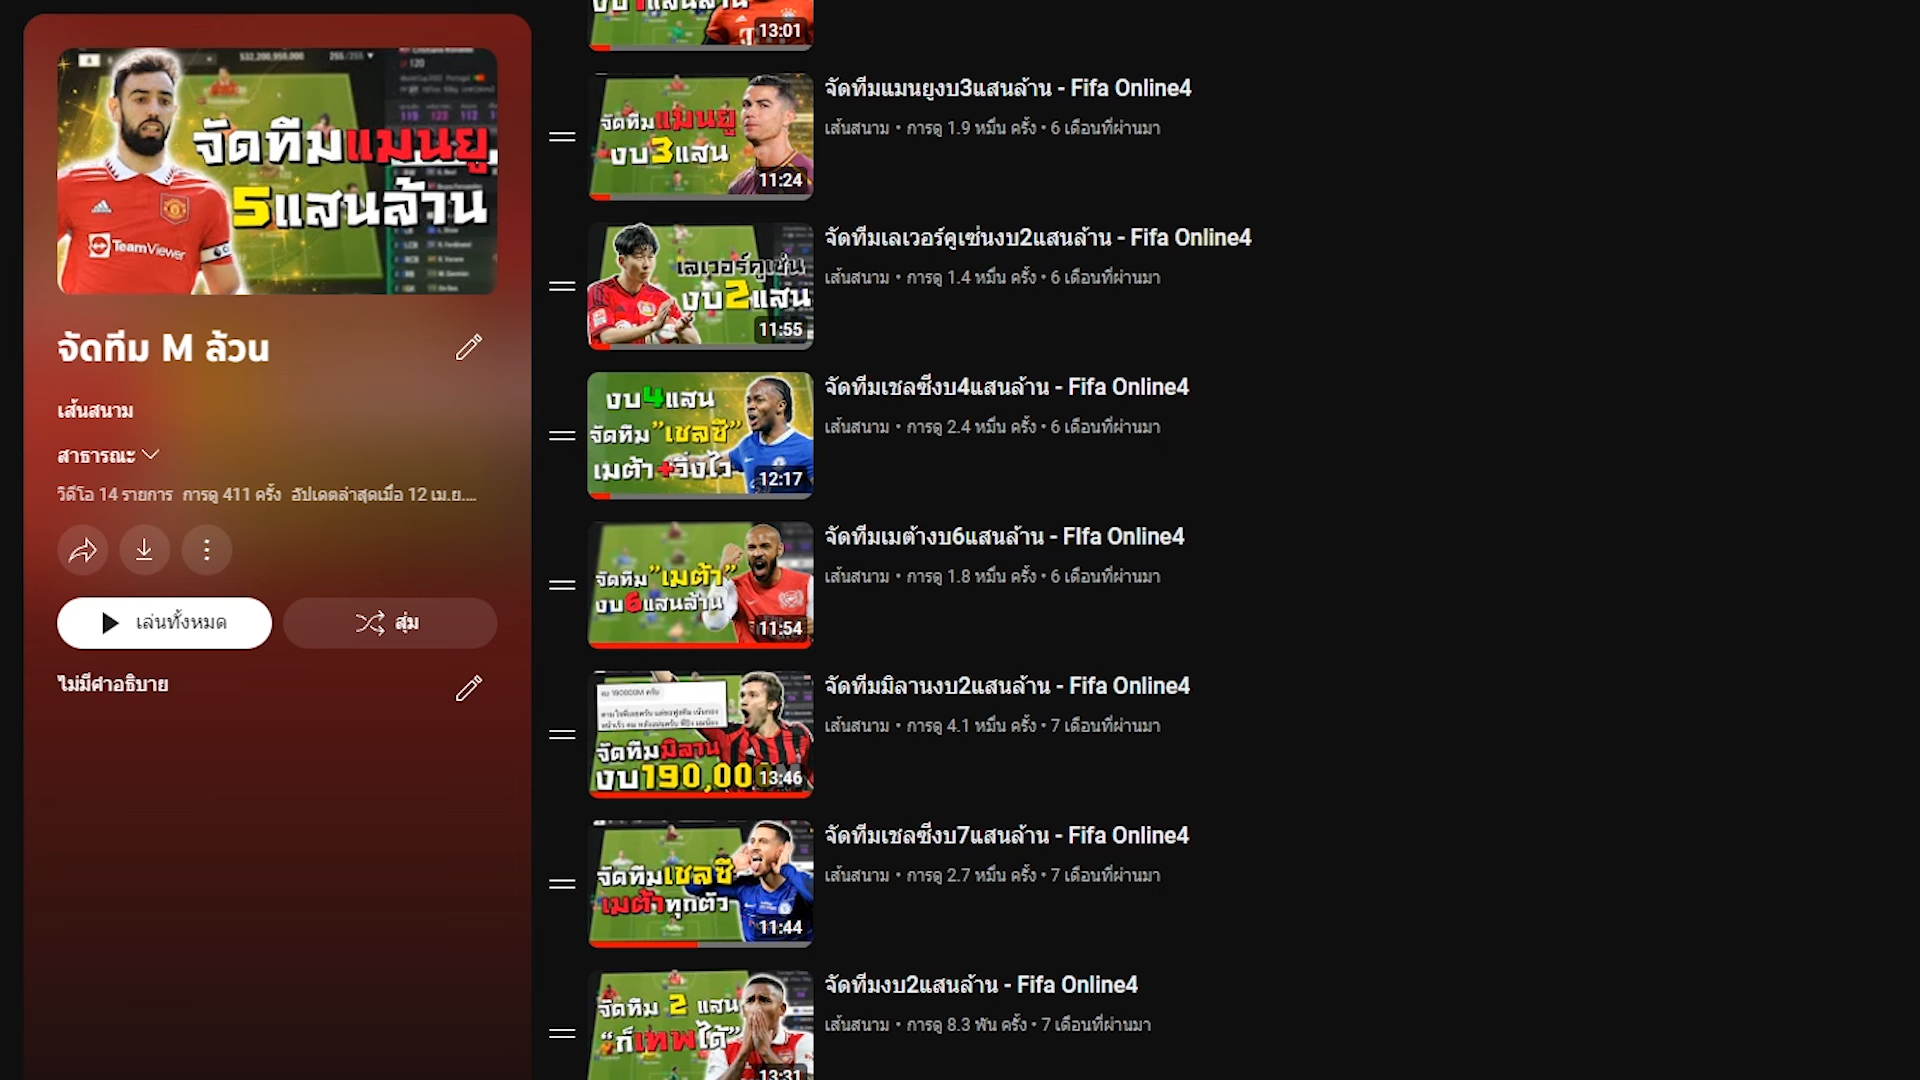 จัดทีมแมนยู
5แสนล้าน
TeamViewer
จัดทีม M ล้วน
เส้นสนาม
สาธารณะ
วิดีโอ 14 รายการ การดู 411 ครั้ง อัปเดตล่าสุดเมื่อ 12 เม.ย....
เล่นทั้งหมด
สุ่ม
ไม่มีคำอธิบาย
13:01
จัดทีมแมนยู
งบ3แสน
11:24
จัดทีมแมนยูงบ3แสนล้าน - Fifa Online4
เส้นสนาม • การดู 1.9 หมื่น ครั้ง • 6 เดือนที่ผ่านมา
เลเวอร์คูเซ่น
งบ2แสน
11:55
จัดทีมเลเวอร์คูเซ่นงบ2แสนล้าน - Fifa Online4
เส้นสนาม • การดู 1.4 หมื่น ครั้ง • 6 เดือนที่ผ่านมา
งบ4แสน
จัดทีม"เชลซี"
เมต้า+วิ่งไว
12:17
จัดทีมเชลซีงบ4แสนล้าน - Fifa Online4
เส้นสนาม • การดู 2.4 หมื่น ครั้ง • 6 เดือนที่ผ่านมา
จัดทีม"เมต้า"
งบ6แสนล้าน
11:54
จัดทีมเมต้างบ6แสนล้าน - FIfa Online4
เส้นสนาม • การดู 1.8 หมื่น ครั้ง • 6 เดือนที่ผ่านมา
จัดทีมมิลาน
งบ190,000
13:46
จัดทีมมิลานงบ2แสนล้าน - Fifa Online4
เส้นสนาม • การดู 4.1 หมื่น ครั้ง • 7 เดือนที่ผ่านมา
จัดทีมเชลซี
เมต้าทุกตัว
11:44
จัดทีมเชลซีงบ7แสนล้าน - Fifa Online4
เส้นสนาม • การดู 2.7 หมื่น ครั้ง • 7 เดือนที่ผ่านมา
จัดทีม 2 แสน
"ก็เทพได้"
13:31
จัดทีมงบ2แสนล้าน - Fifa Online4
เส้นสนาม • การดู 8.3 พัน ครั้ง • 7 เดือนที่ผ่านมา